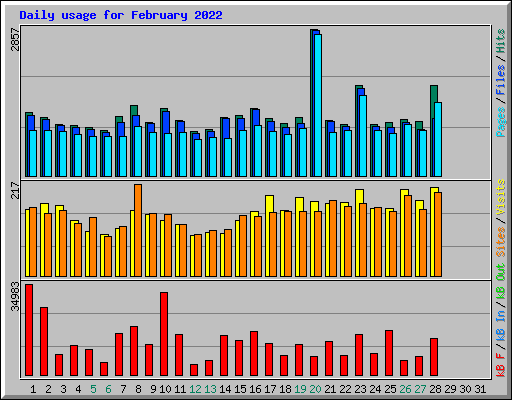 Daily usage for February 2022
2857
Pages / Files / Hits
217
Sites / Visits
34983
kB F / kB In / kB Out
1 2 3 4 5 6 7 8 9 10 11 12 13 14 15 16 17 18 19 20 21 22 23 24 25 26 27 28 29 30 31